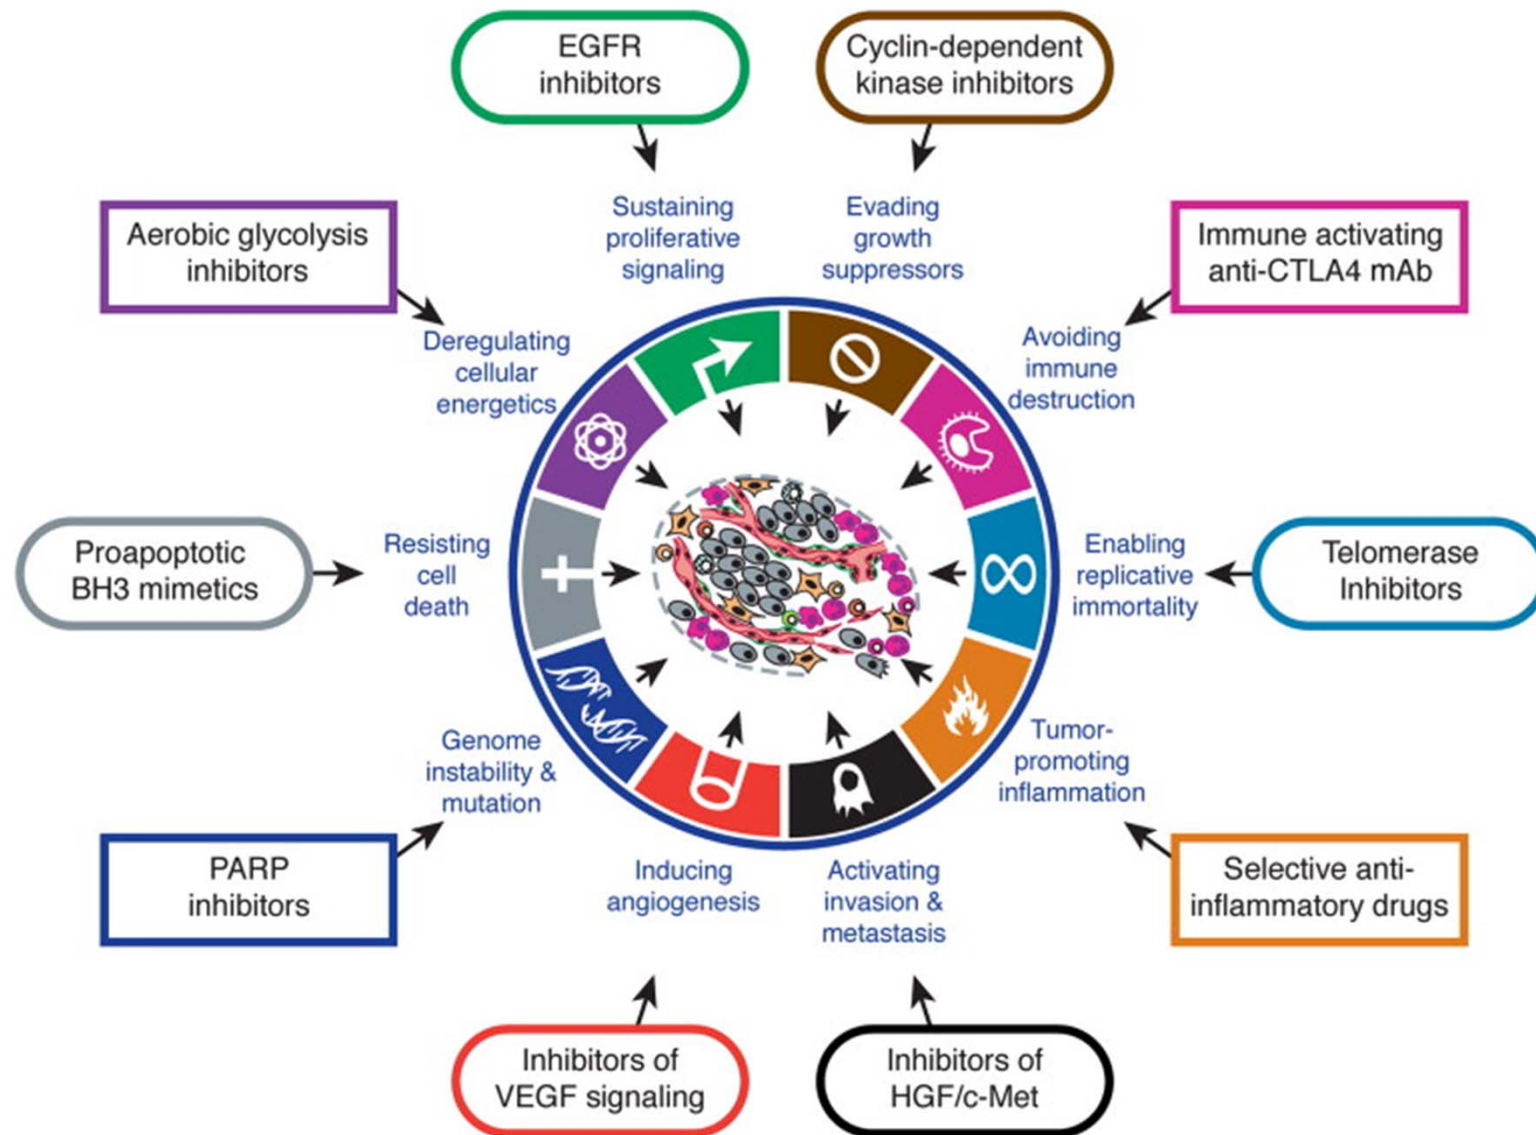 EGFR
inhibitors
Cyclin-dependent
kinase inhibitors
Sustaining
proliferative
signaling
Evading
growth
suppressors
Aerobic glycolysis
inhibitors
Immune activating
anti-CTLA4 mAb
Deregulating
cellular
energetics
Avoiding
immune
destruction
Proapoptotic
BH3 mimetics
Resisting
cell
death
Enabling
replicative
immortality
Telomerase
Inhibitors
Genome
instability &
mutation
Tumor-
promoting
inflammation
PARP
inhibitors
Inducing
angiogenesis
Activating
invasion &
metastasis
Selective anti-
inflammatory drugs
Inhibitors of
VEGF signaling
Inhibitors of
HGF/c-Met